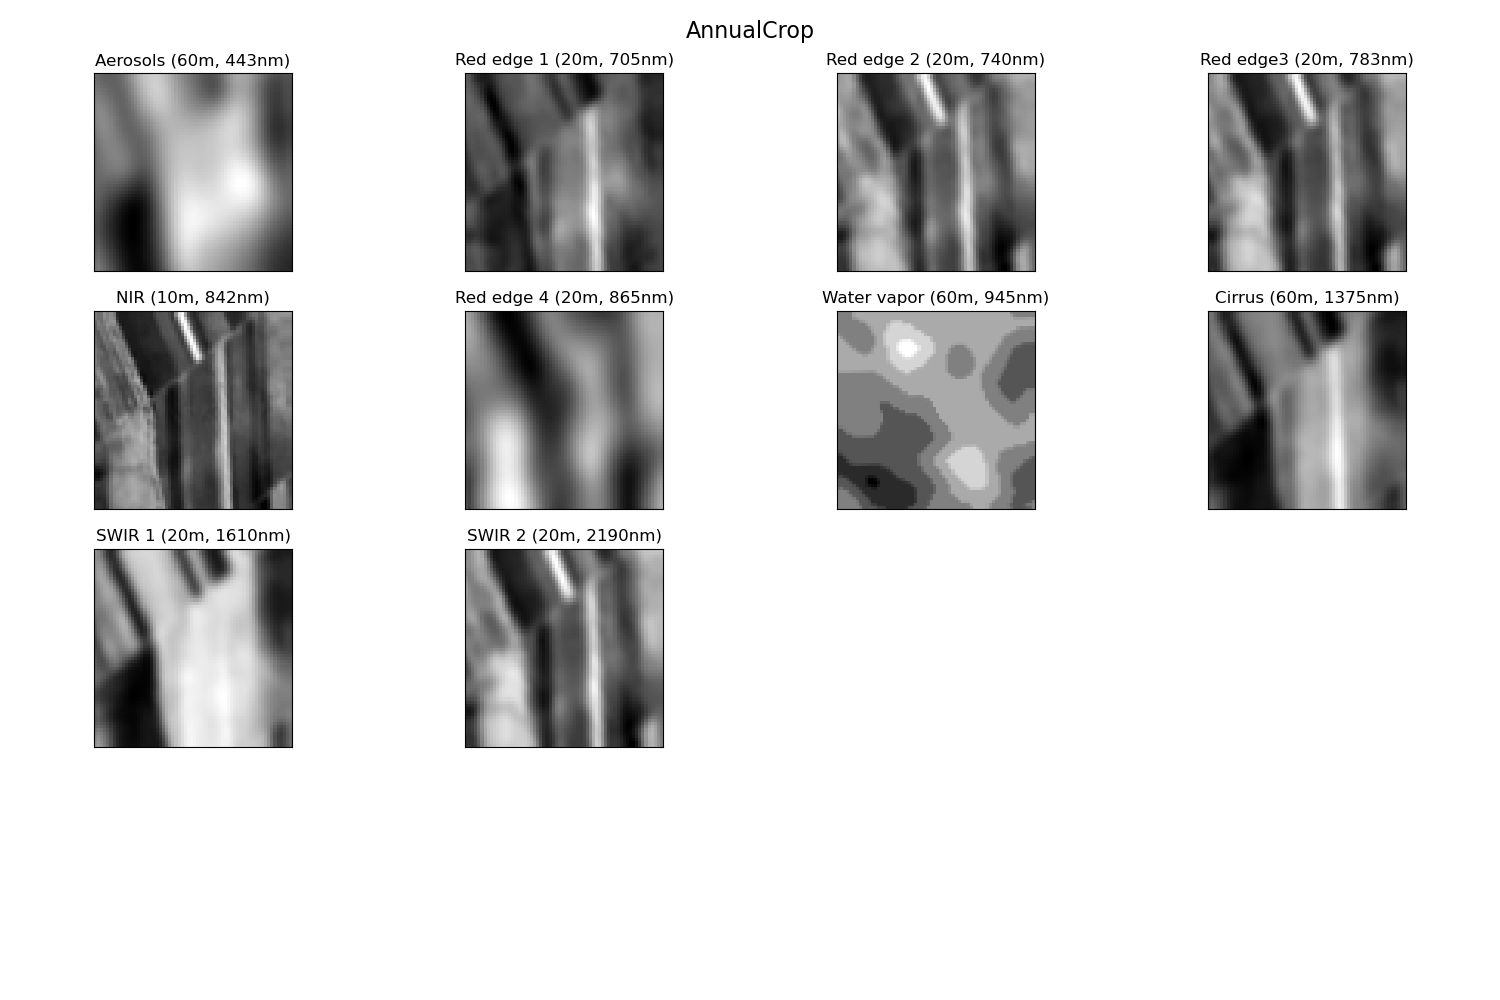 AnnualCrop
Aerosols (60m, 443nm)
Red edge 1 (20m, 705nm)
Red edge 2 (20m, 740nm)
Red edge3 (20m, 783nm)
NIR (10m, 842nm)
Red edge 4 (20m, 865nm)
Water vapor (60m, 945nm)
Cirrus (60m, 1375nm)
SWIR 1 (20m, 1610nm)
SWIR 2 (20m, 2190nm)